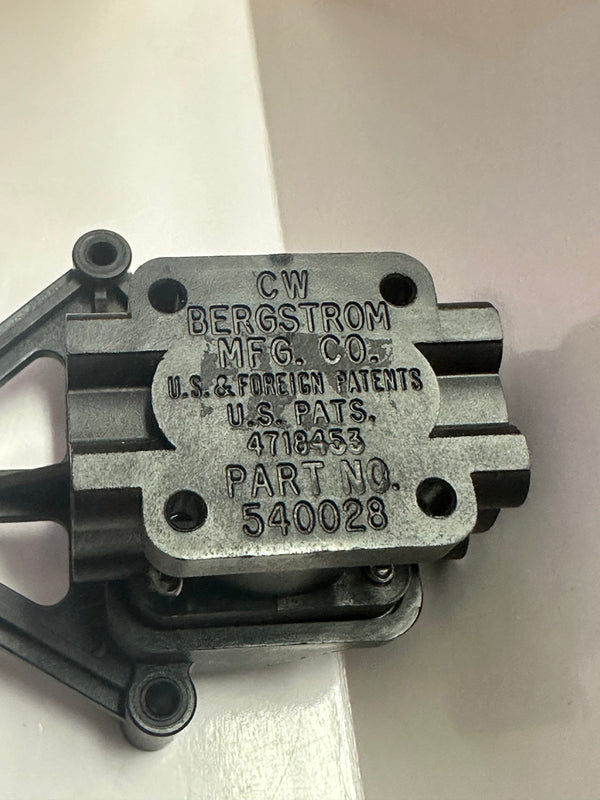 CW
BERGSTROM
MFG. CO.
U.S. & FOREIGN PATENTS
U.S. PATS.
4718453
PART NO.
540028